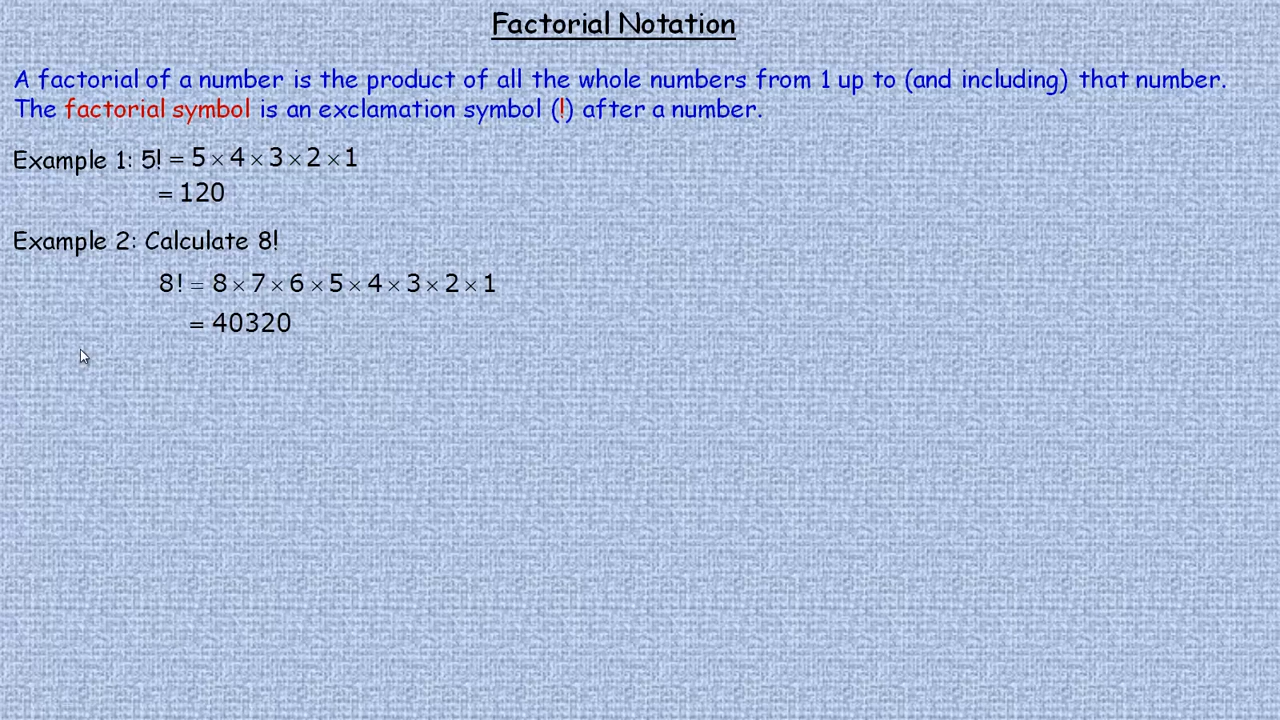 Factorial Notation
A factorial of a number is the product of all the whole numbers from 1 up to (and including) that number.
The factorial symbol is an exclamation symbol (!) after a number.
Example 1: 5! = 5 × 4 × 3 × 2 × 1
= 120
Example 2: Calculate 8!
8! = 8 × 7 × 6 × 5 × 4 × 3 × 2 × 1
= 40320